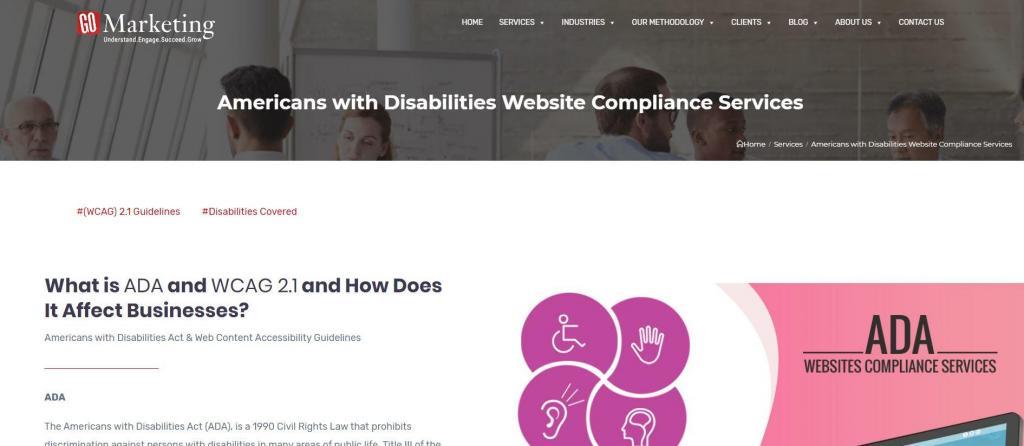 GO Marketing
Understand.Engage.Succeed.Grow
HOME SERVICES INDUSTRIES OUR METHODOLOGY CLIENTS BLOG ABOUT US CONTACT US
Americans with Disabilities Website Compliance Services
Home / Services / Americans with Disabilities Website Compliance Services
#(WCAG) 2.1 Guidelines #Disabilities Covered
What is ADA and WCAG 2.1 and How Does
It Affect Businesses?
Americans with Disabilities Act & Web Content Accessibility Guidelines
ADA
WEBSITES COMPLIANCE SERVICES
ADA
The Americans with Disabilities Act (ADA), is a 1990 Civil Rights Law that prohibits
discrimination against persons with disabilities in many areas of public life. Title III of the